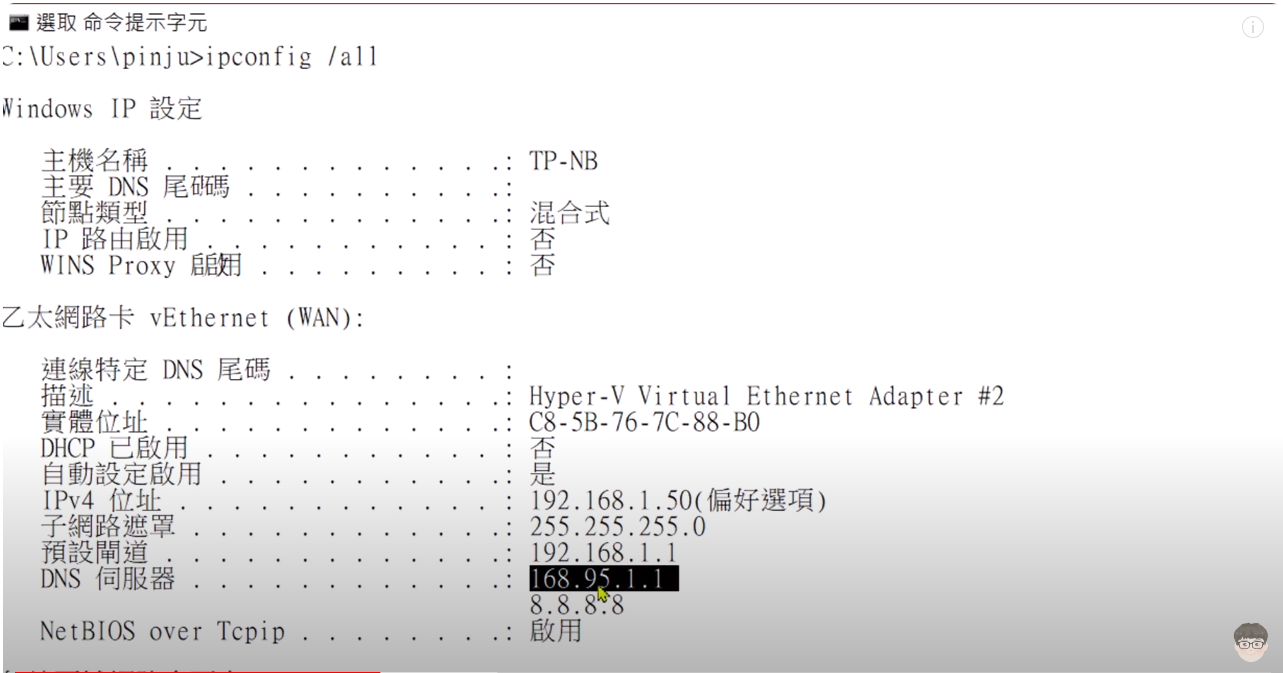 選取 命令提示字元
C:\Users\pinju>ipconfig /all
Windows IP 設定
主機名稱 . . . . . . . . . . . . .: TP-NB
主要 DNS 尾碼 . . . . . . . . . .:
節點類型 . . . . . . . . . . . . .: 混合式
IP 路由啟用 . . . . . . . . . . . : 否
WINS Proxy 啟用 . . . . . . . . . : 否
乙太網路卡 vEthernet (WAN):
連線特定 DNS 尾碼 . . . . . . . . :
描述 . . . . . . . . . . . . . . .: Hyper-V Virtual Ethernet Adapter #2
實體位址 . . . . . . . . . . . . .: C8-5B-76-7C-88-B0
DHCP 已啟用 . . . . . . . . . . . : 否
自動設定啟用 . . . . . . . . . . .: 是
IPv4 位址 . . . . . . . . . . . . : 192.168.1.50(偏好選項)
子網路遮罩 . . . . . . . . . . . .: 255.255.255.0
預設閘道 . . . . . . . . . . . . .: 192.168.1.1
DNS 伺服器 . . . . . . . . . . . .: 168.95.1.1
8.8.8.8
NetBIOS over Tcpip . . . . . . . .: 啟用